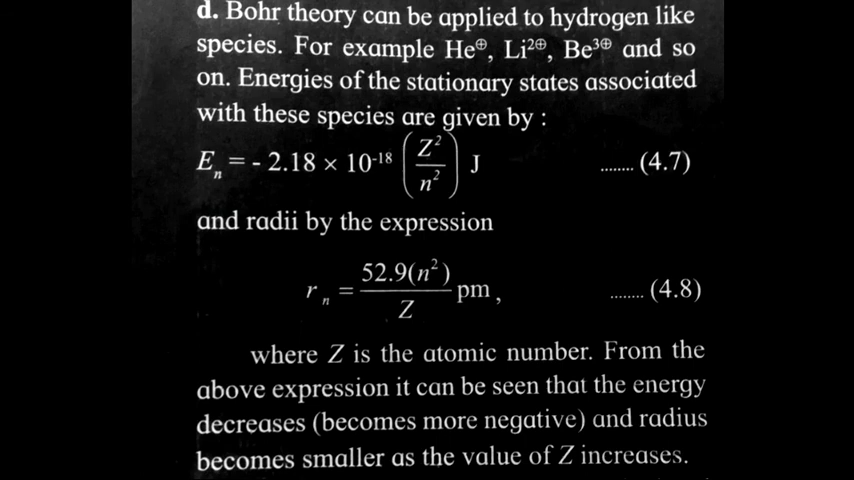 d. Bohr theory can be applied to hydrogen like
species. For example He⊕, Li²⊕, Be³⊕ and so
on. Energies of the stationary states associated
with these species are given by :
Eₙ = - 2.18 × 10⁻¹⁸ (Z²/n²) J ........ (4.7)
and radii by the expression
r ₙ = 52.9(n²)/Z pm , ........ (4.8)
where Z is the atomic number. From the
above expression it can be seen that the energy
decreases (becomes more negative) and radius
becomes smaller as the value of Z increases.